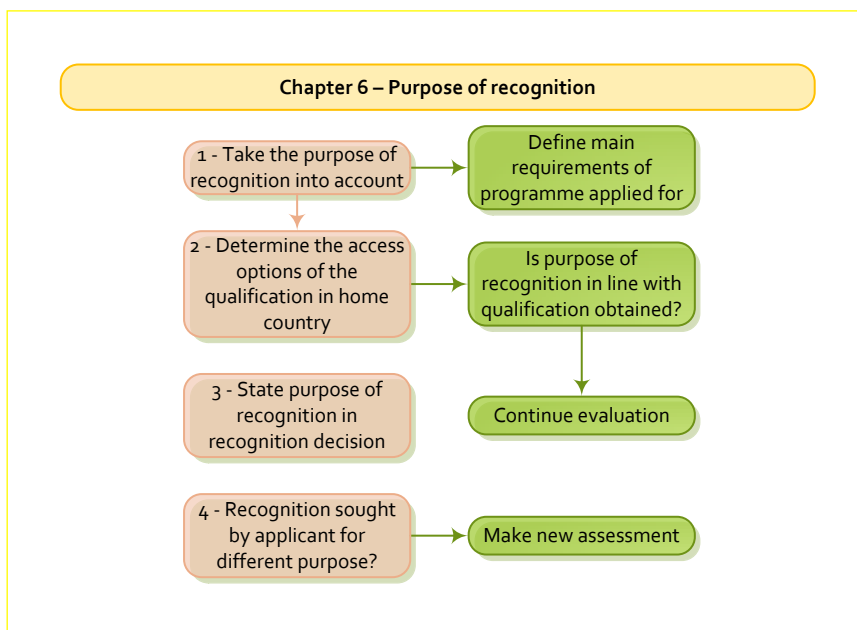 Chapter 6 – Purpose of recognition
1 - Take the purpose of
recognition into account
Define main
requirements of
programme applied for
2 - Determine the access
options of the
qualification in home
country
Is purpose of
recognition in line with
qualification obtained?
3 - State purpose of
recognition in
recognition decision
Continue evaluation
4 - Recognition sought
by applicant for
different purpose?
Make new assessment